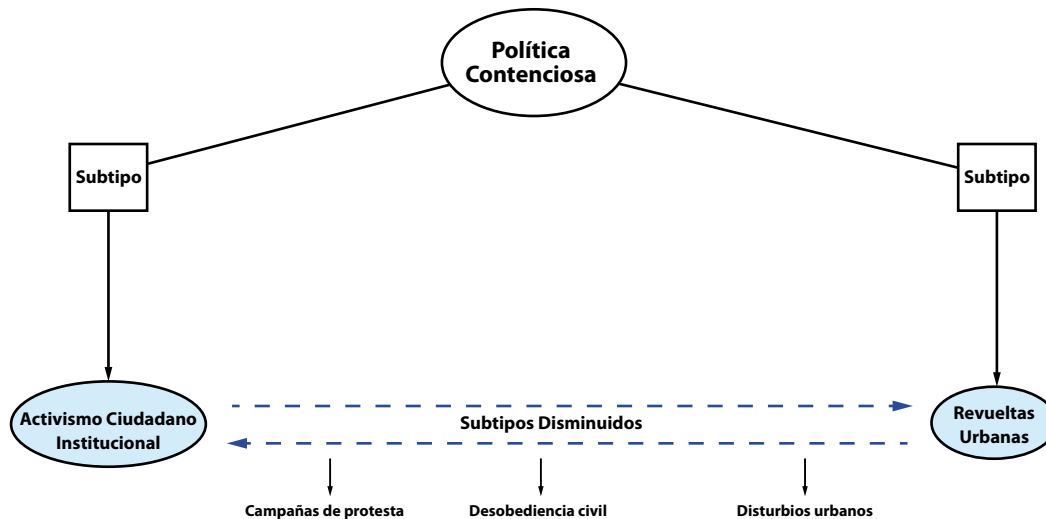 Política
Contenciosa
Subtipo
Subtipo
Activismo Ciudadano
Institucional
Subtipos Disminuidos
Revueltas
Urbanas
Campañas de protesta
Desobediencia civil
Disturbios urbanos